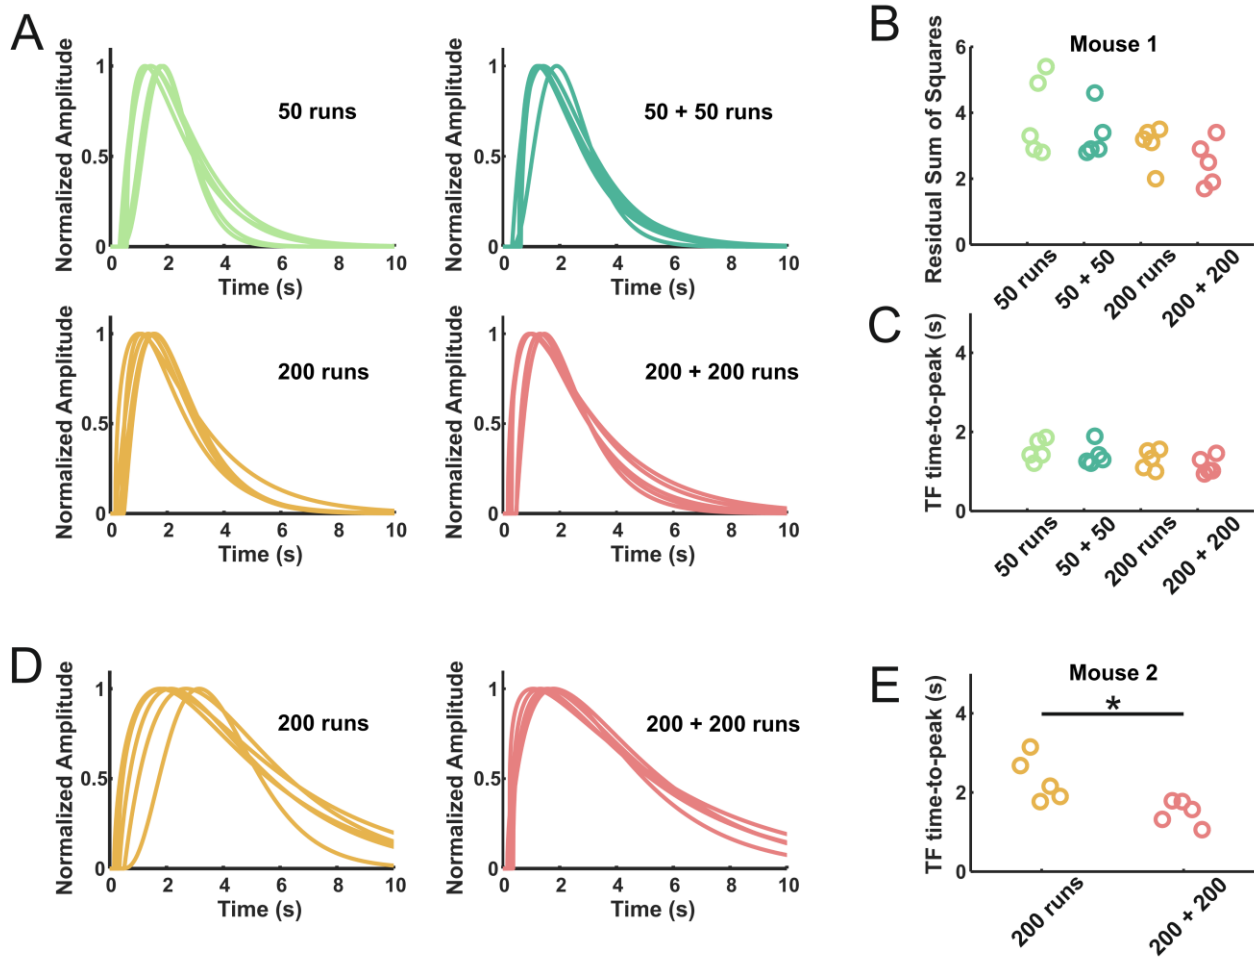 A
Normalized Amplitude
1
0.5
0
50 runs
0 2 4 6 8 10
Time (s)
Normalized Amplitude
1
0.5
0
50 + 50 runs
0 2 4 6 8 10
Time (s)
Normalized Amplitude
1
0.5
0
200 runs
0 2 4 6 8 10
Time (s)
Normalized Amplitude
1
0.5
0
200 + 200 runs
0 2 4 6 8 10
Time (s)
B
Mouse 1
Residual Sum of Squares
6
4
2
0
50 runs
50 + 50
200 runs
200 + 200
C
TF time-to-peak (s)
4
2
0
50 runs
50 + 50
200 runs
200 + 200
D
Normalized Amplitude
1
0.5
0
200 runs
0 2 4 6 8 10
Time (s)
Normalized Amplitude
1
0.5
0
200 + 200 runs
0 2 4 6 8 10
Time (s)
E
Mouse 2
*
TF time-to-peak (s)
4
2
0
200 runs
200 + 200